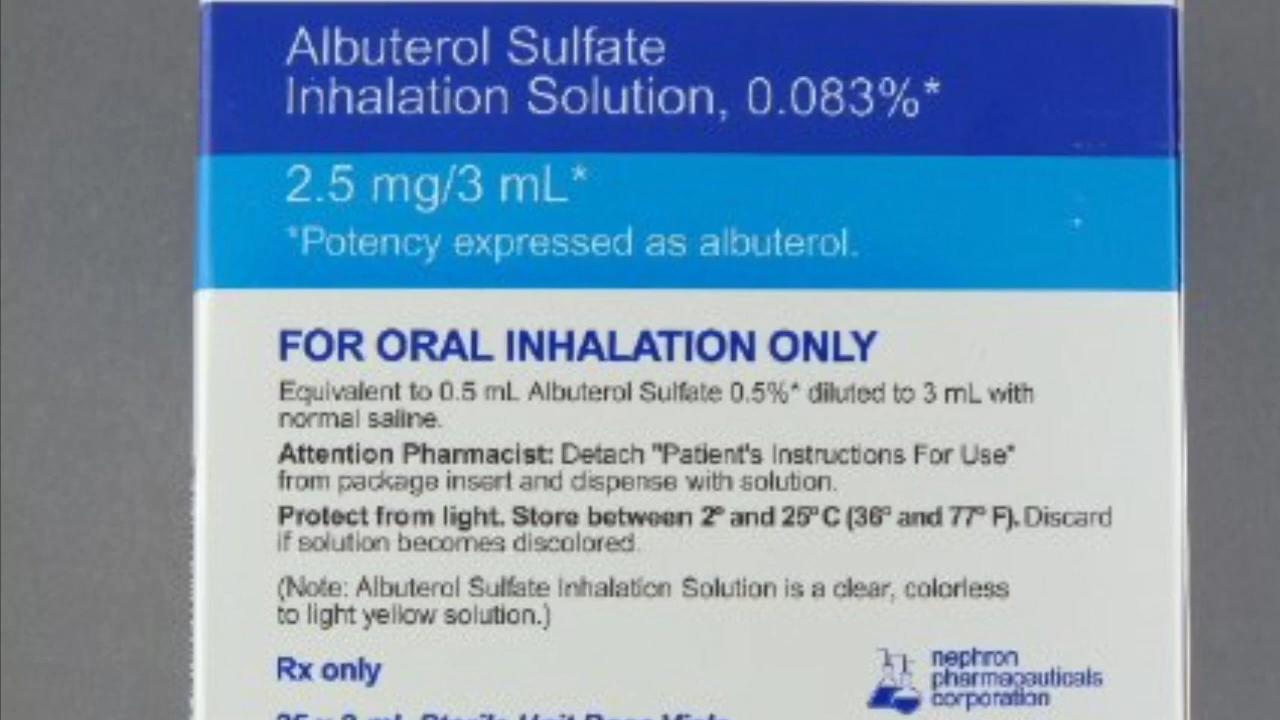 Albuterol Sulfate
Inhalation Solution, 0.083%*
2.5 mg/3 mL*
*Potency expressed as albuterol.
FOR ORAL INHALATION ONLY
Equivalent to 0.5 mL Albuterol Sulfate 0.5%* diluted to 3 mL with
normal saline.
Attention Pharmacist: Detach "Patient's Instructions For Use"
from package insert and dispense with solution.
Protect from light. Store between 2° and 25°C (36° and 77° F). Discard
if solution becomes discolored.
(Note: Albuterol Sulfate Inhalation Solution is a clear, colorless
to light yellow solution.)
Rx only
nephron
pharmaceuticals
corporation